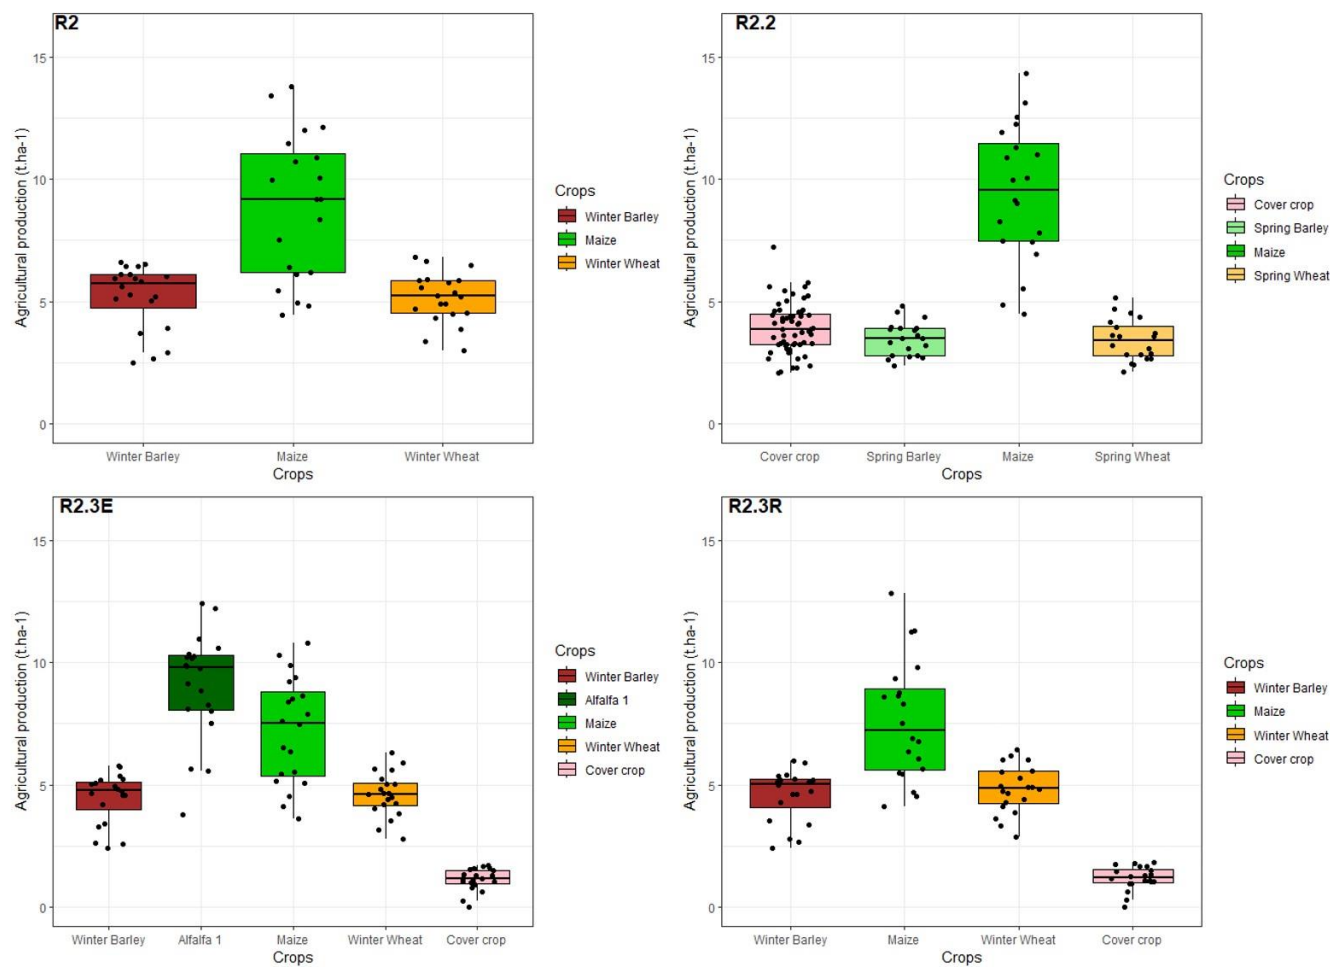 R2
Agricultural production (t.ha-1)
15
10
5
0
Winter Barley Maize Winter Wheat
Crops
Crops
Winter Barley
Maize
Winter Wheat
R2.2
Agricultural production (t.ha-1)
15
10
5
0
Cover crop Spring Barley Maize Spring Wheat
Crops
Crops
Cover crop
Spring Barley
Maize
Spring Wheat
R2.3E
Agricultural production (t.ha-1)
15
10
5
0
Winter Barley Alfalfa 1 Maize Winter Wheat Cover crop
Crops
Crops
Winter Barley
Alfalfa 1
Maize
Winter Wheat
Cover crop
R2.3R
Agricultural production (t.ha-1)
15
10
5
0
Winter Barley Maize Winter Wheat Cover crop
Crops
Crops
Winter Barley
Maize
Winter Wheat
Cover crop